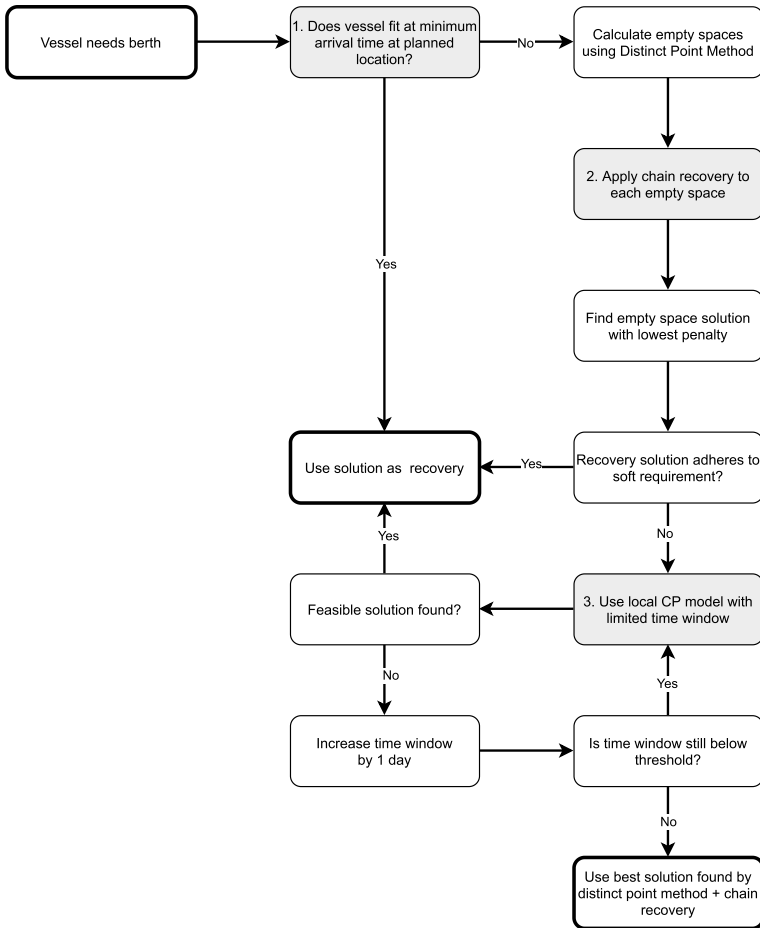 Vessel needs berth
1. Does vessel fit at minimum
arrival time at planned
location?
No
Calculate empty spaces
using Distinct Point Method
2. Apply chain recovery to
each empty space
Yes
Find empty space solution
with lowest penalty
Use solution as recovery
Yes
Recovery solution adheres to
soft requirement?
Yes
No
Feasible solution found?
3. Use local CP model with
limited time window
No
Yes
Increase time window
by 1 day
Is time window still below
threshold?
No
Use best solution found by
distinct point method + chain
recovery